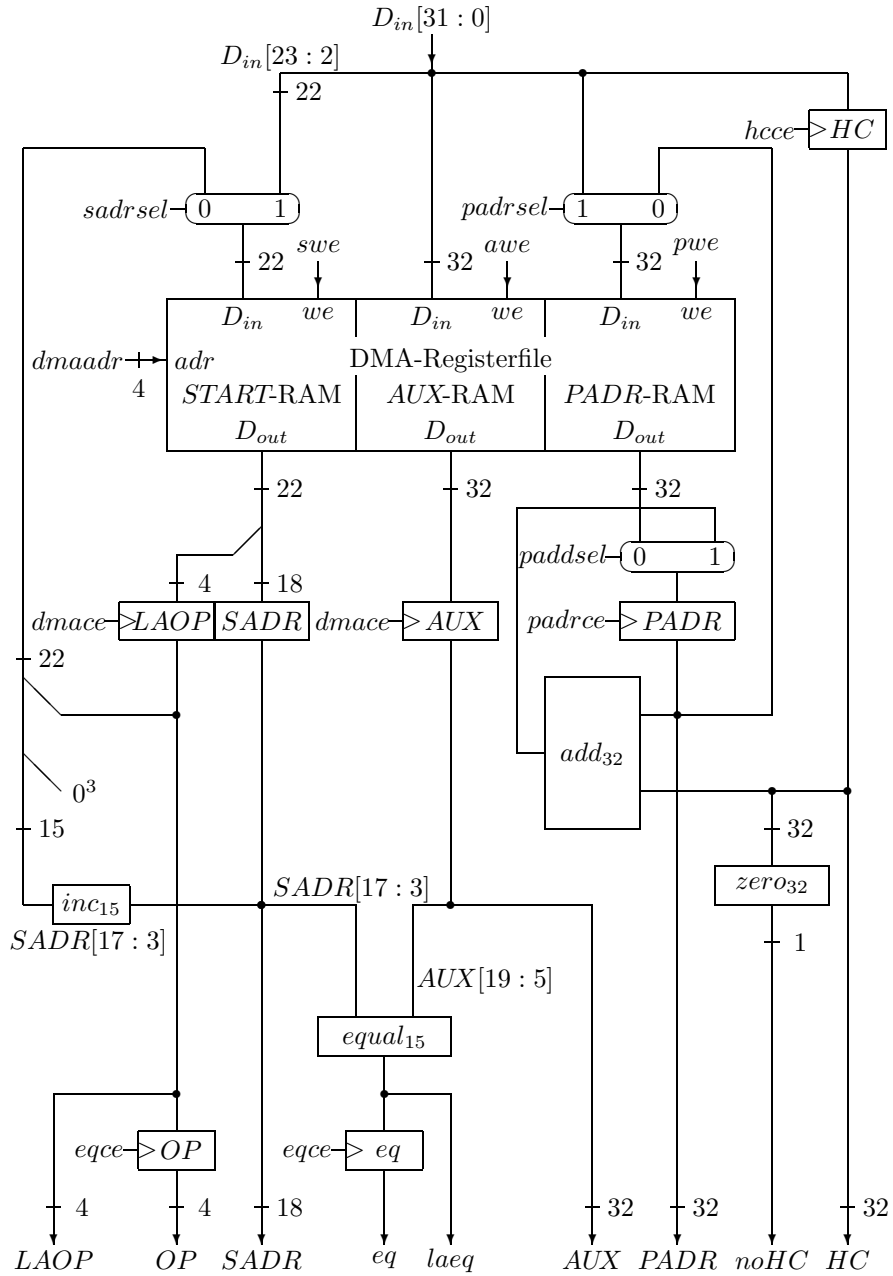 D_in[31 : 0]
D_in[23 : 2]
22
hcce HC
sadrsel 0 1 padrsel 1 0
swe awe pwe
22 32 32
D_in we D_in we D_in we
dmaadr adr DMA-Registerfile
4 START-RAM AUX-RAM PADR-RAM
D_out D_out D_out
22 32 32
paddsel 0 1
4 18
dmace LAOP SADR dmace AUX padrce PADR
22
add_32
0^3
15 32
SADR[17 : 3] zero_32
inc_15
SADR[17 : 3] 1
AUX[19 : 5]
equal_15
eqce OP eqce eq
4 4 18 32 32 32
LAOP OP SADR eq laeq AUX PADR noHC HC